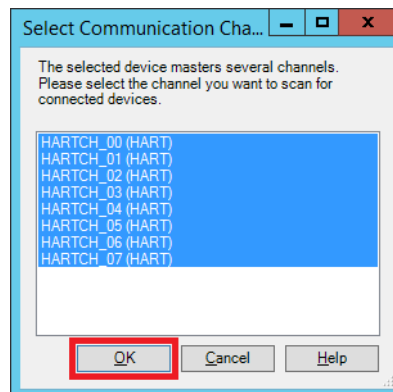 Select Communication Cha...
The selected device masters several channels.
Please select the channel you want to scan for
connected devices.
HARTCH_00 (HART)
HARTCH_01 (HART)
HARTCH_02 (HART)
HARTCH_03 (HART)
HARTCH_04 (HART)
HARTCH_05 (HART)
HARTCH_06 (HART)
HARTCH_07 (HART)
OK Cancel Help